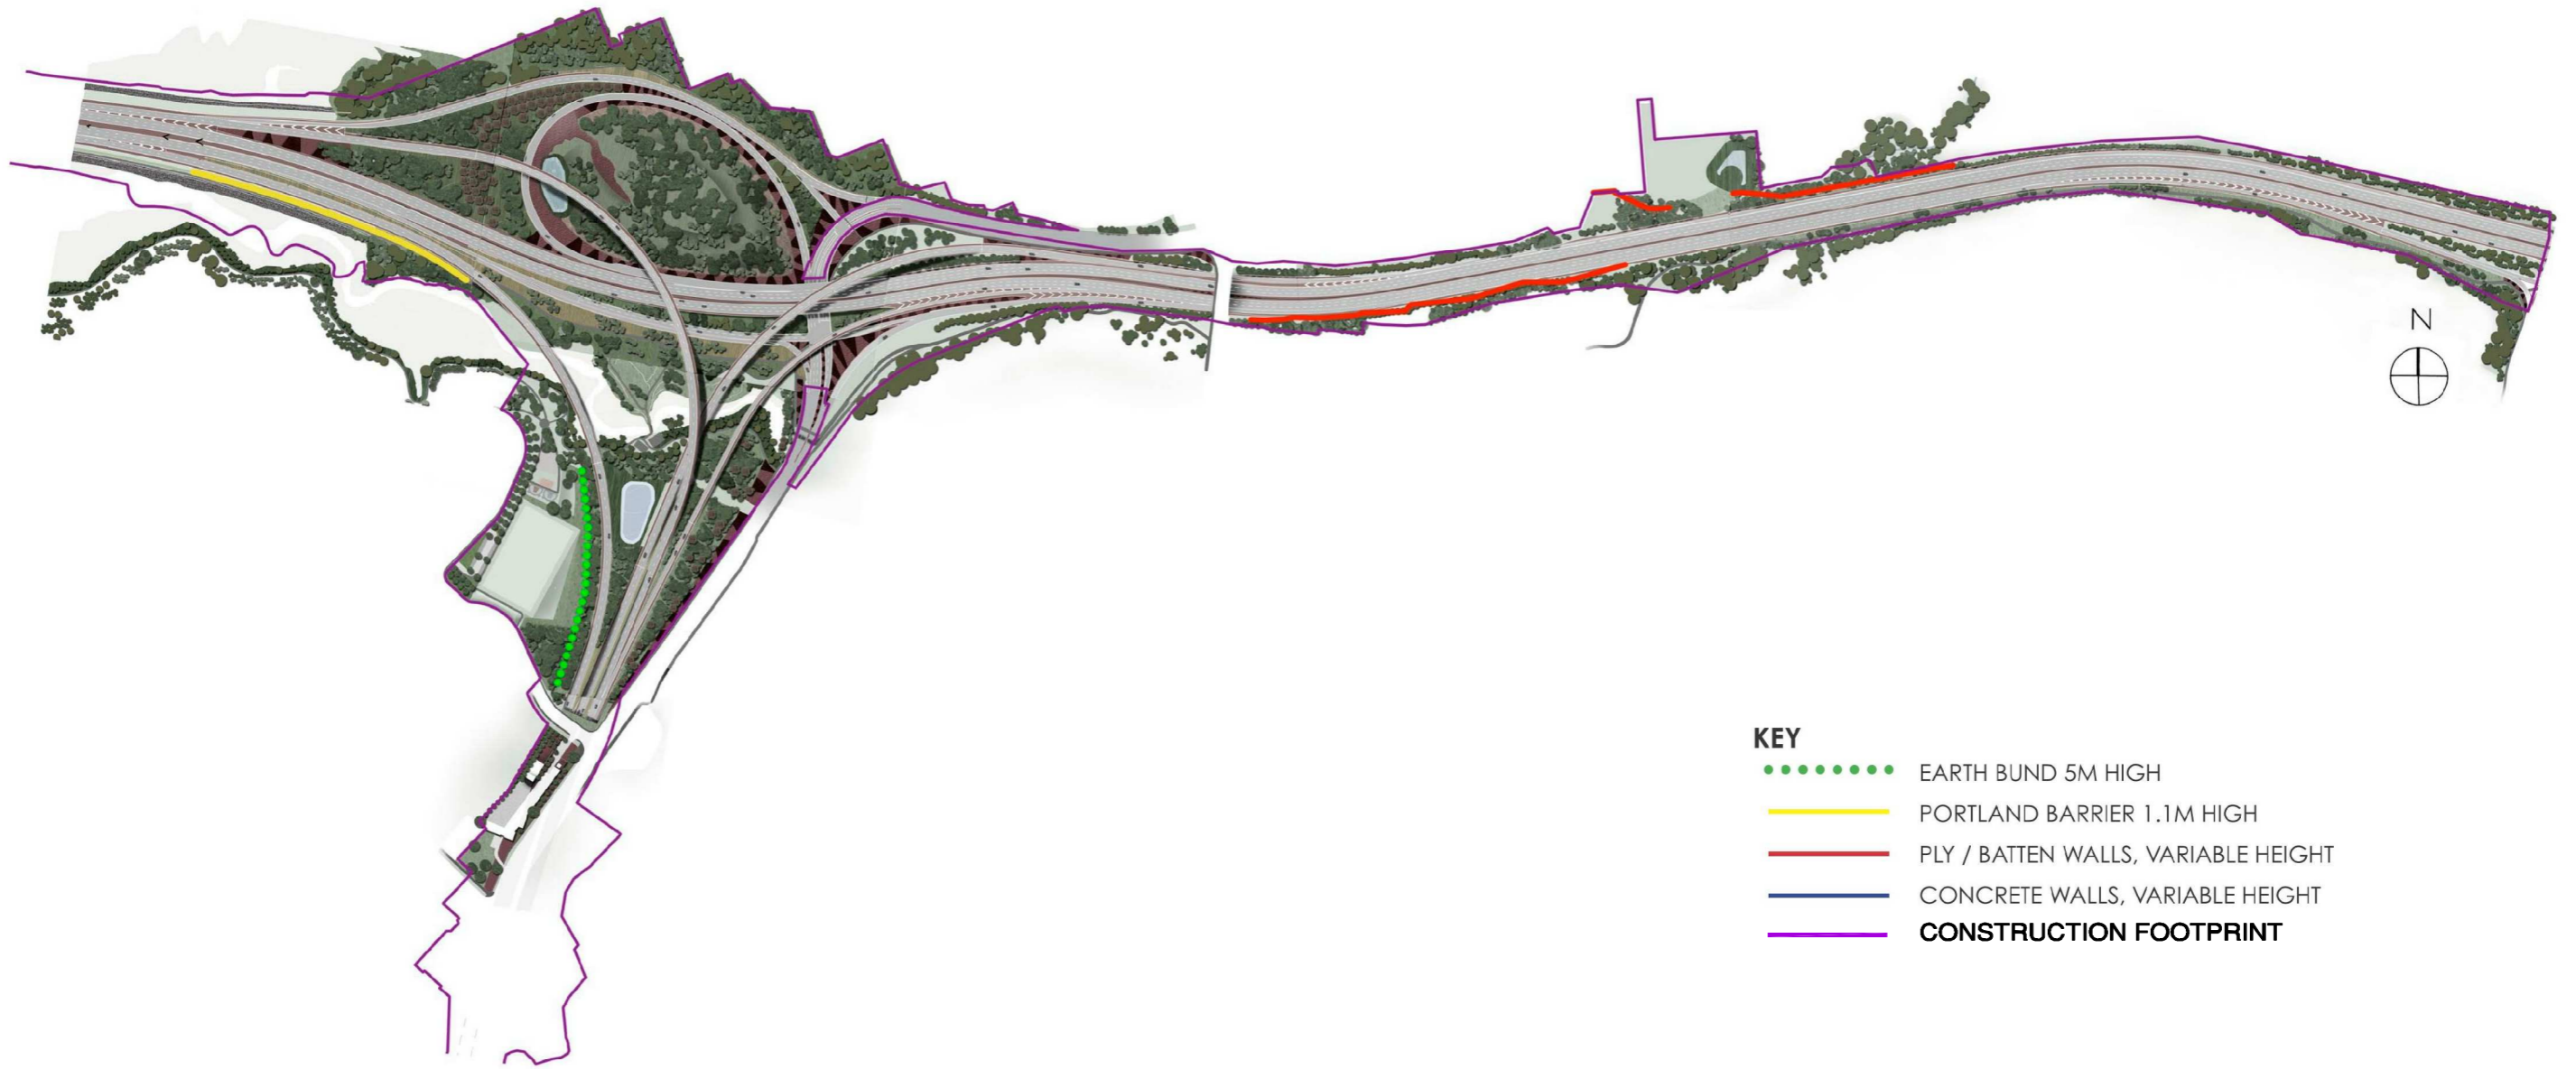 N
KEY
EARTH BUND 5M HIGH
PORTLAND BARRIER 1.1M HIGH
PLY / BATTEN WALLS, VARIABLE HEIGHT
CONCRETE WALLS, VARIABLE HEIGHT
CONSTRUCTION FOOTPRINT